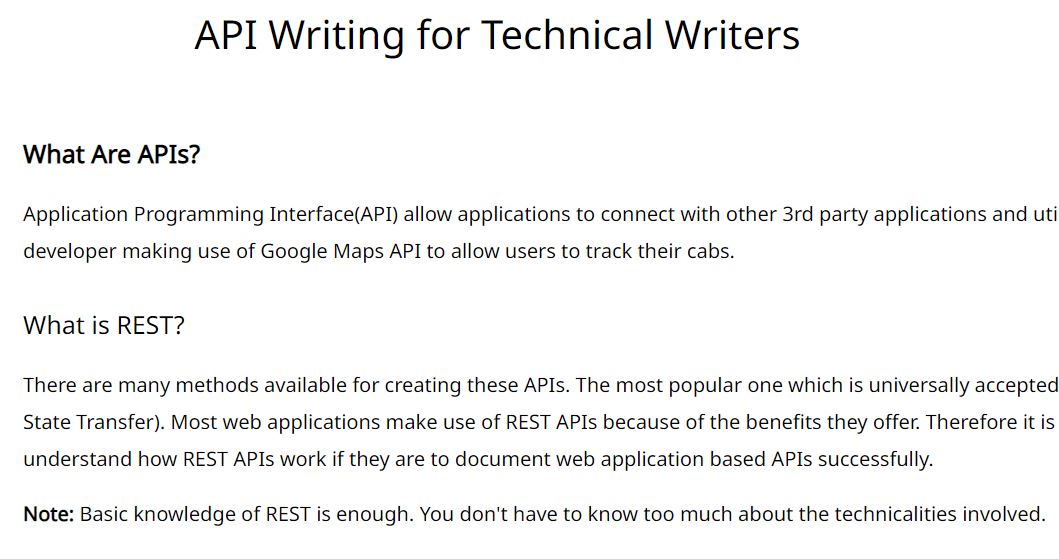 API Writing for Technical Writers
What Are APIs?
Application Programming Interface(API) allow applications to connect with other 3rd party applications and
developer making use of Google Maps API to allow users to track their cabs.
What is REST?
There are many methods available for creating these APIs. The most popular one which is universally accepted
State Transfer). Most web applications make use of REST APIs because of the benefits they offer. Therefore it is
understand how REST APIs work if they are to document web application based APIs successfully.
Note: Basic knowledge of REST is enough. You don't have to know too much about the technicalities involved.